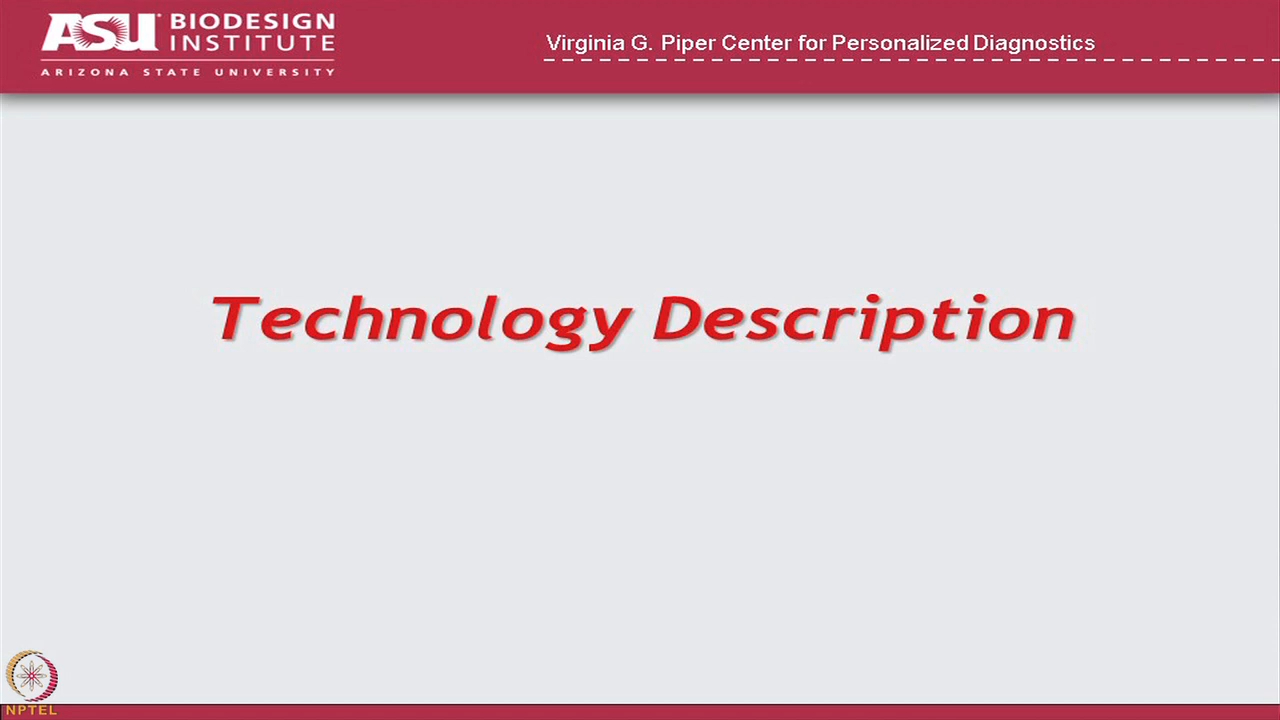 ASU BIODESIGN
INSTITUTE
ARIZONA STATE UNIVERSITY
Virginia G. Piper Center for Personalized Diagnostics
Technology Description
NPTEL